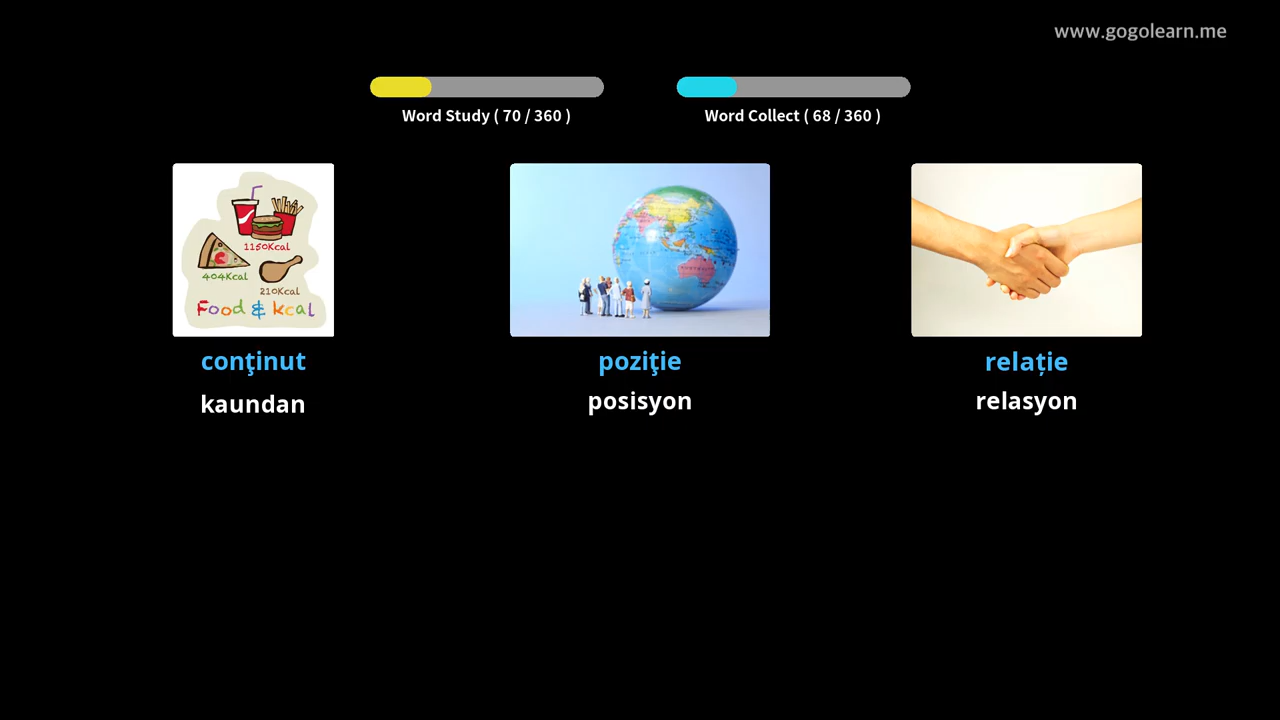 www.gogolearn.me
Word Study ( 70 / 360 )
Word Collect ( 68 / 360 )
1150Kcal
404Kcal
210Kcal
Food & kcal
conţinut
kaundan
poziţie
posisyon
relație
relasyon